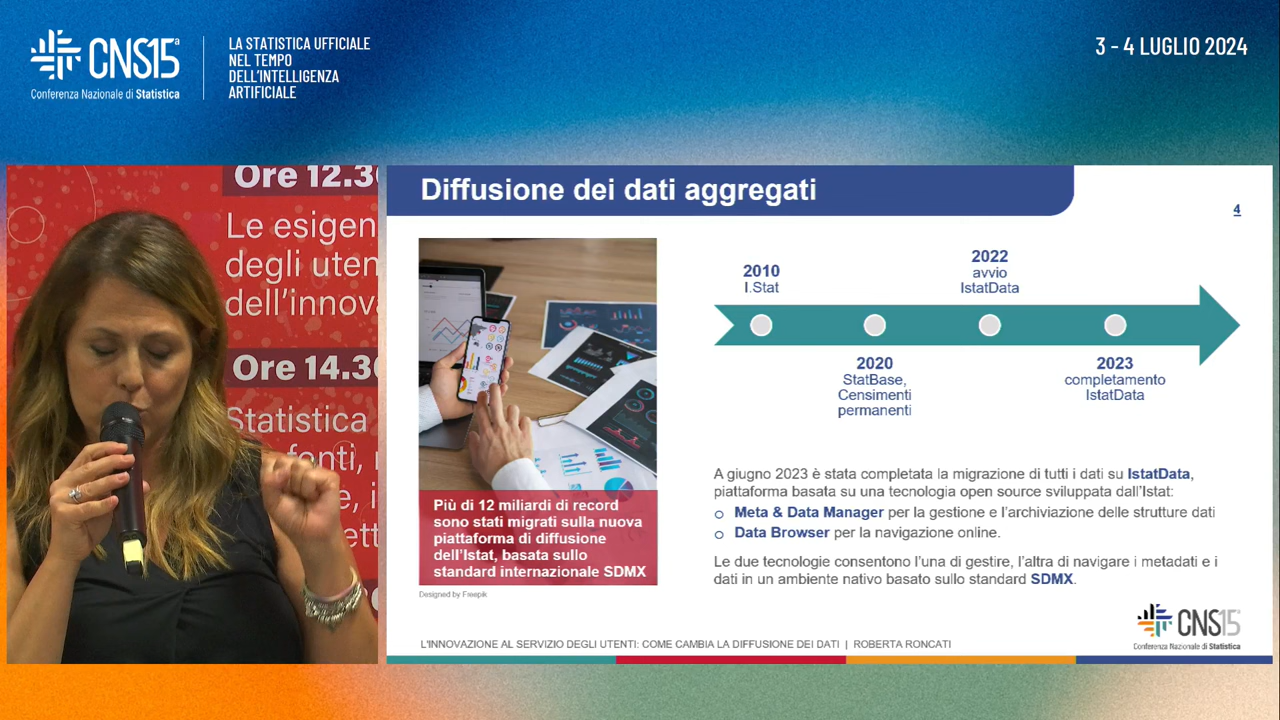 CNS15ª
Conferenza Nazionale di Statistica
LA STATISTICA UFFICIALE
NEL TEMPO
DELL'INTELLIGENZA
ARTIFICIALE
3 - 4 LUGLIO 2024
Ore 12.3
Le esigen
degli uten
dell'innov
Ore 14.3
Statistica
fonti,
Diffusione dei dati aggregati
4
2010
I.Stat
2022
avvio
IstatData
2020
StatBase,
Censimenti
permanenti
2023
completamento
IstatData
Più di 12 miliardi di record
sono stati migrati sulla nuova
piattaforma di diffusione
dell'Istat, basata sullo
standard internazionale SDMX
Designed by Freepik
A giugno 2023 è stata completata la migrazione di tutti i dati su IstatData,
piattaforma basata su una tecnologia open source sviluppata dall'Istat:
o Meta & Data Manager per la gestione e l'archiviazione delle strutture dati
o Data Browser per la navigazione online.
Le due tecnologie consentono l'una di gestire, l'altra di navigare i metadati e i
dati in un ambiente nativo basato sullo standard SDMX.
CNS15
Conferenza Nazionale di Statistica
L'INNOVAZIONE AL SERVIZIO DEGLI UTENTI: COME CAMBIA LA DIFFUSIONE DEI DATI | ROBERTA RONCATI